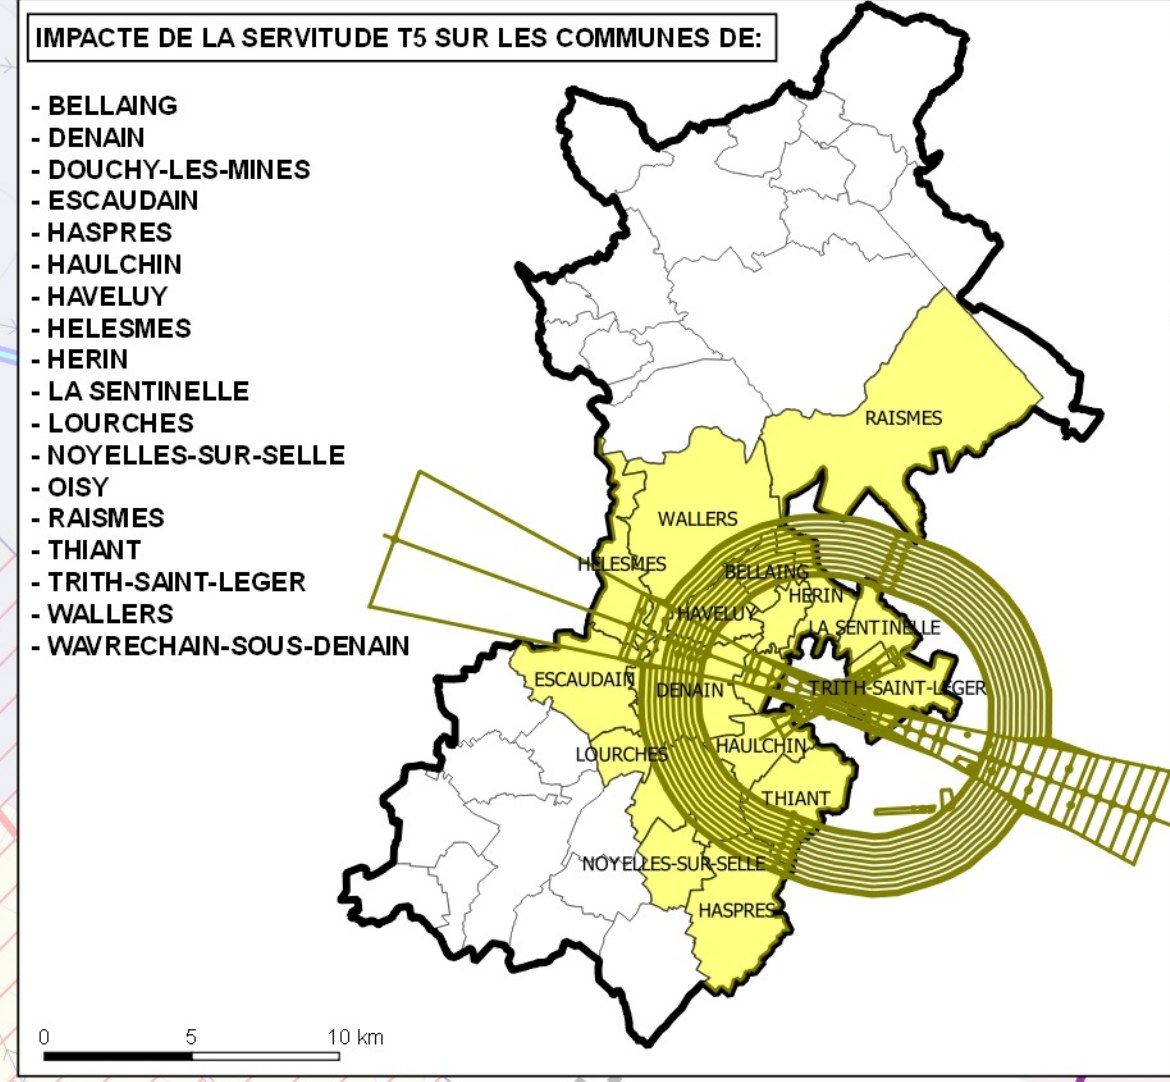 IMPACTE DE LA SERVITUDE T5 SUR LES COMMUNES DE:
- BELLAING
- DENAIN
- DOUCHY-LES-MINES
- ESCAUDAIN
- HASPRES
- HAULCHIN
- HAVELUY
- HELESMES
- HERIN
- LA SENTINELLE
- LOURCHES
- NOYELLES-SUR-SELLE
- OISY
- RAISMES
- THIANT
- TRITH-SAINT-LEGER
- WALLERS
- WAVRECHAIN-SOUS-DENAIN
RAISMES
WALLERS
HELESMES
BELLAING
HERIN
HAVELUY
LA SENTINELLE
ESCAUDAIN
DENAIN
TRITH-SAINT-LEGER
HAULCHIN
LOURCHES
THIANT
NOYELLES-SUR-SELLE
HASPRES
0 5 10 km